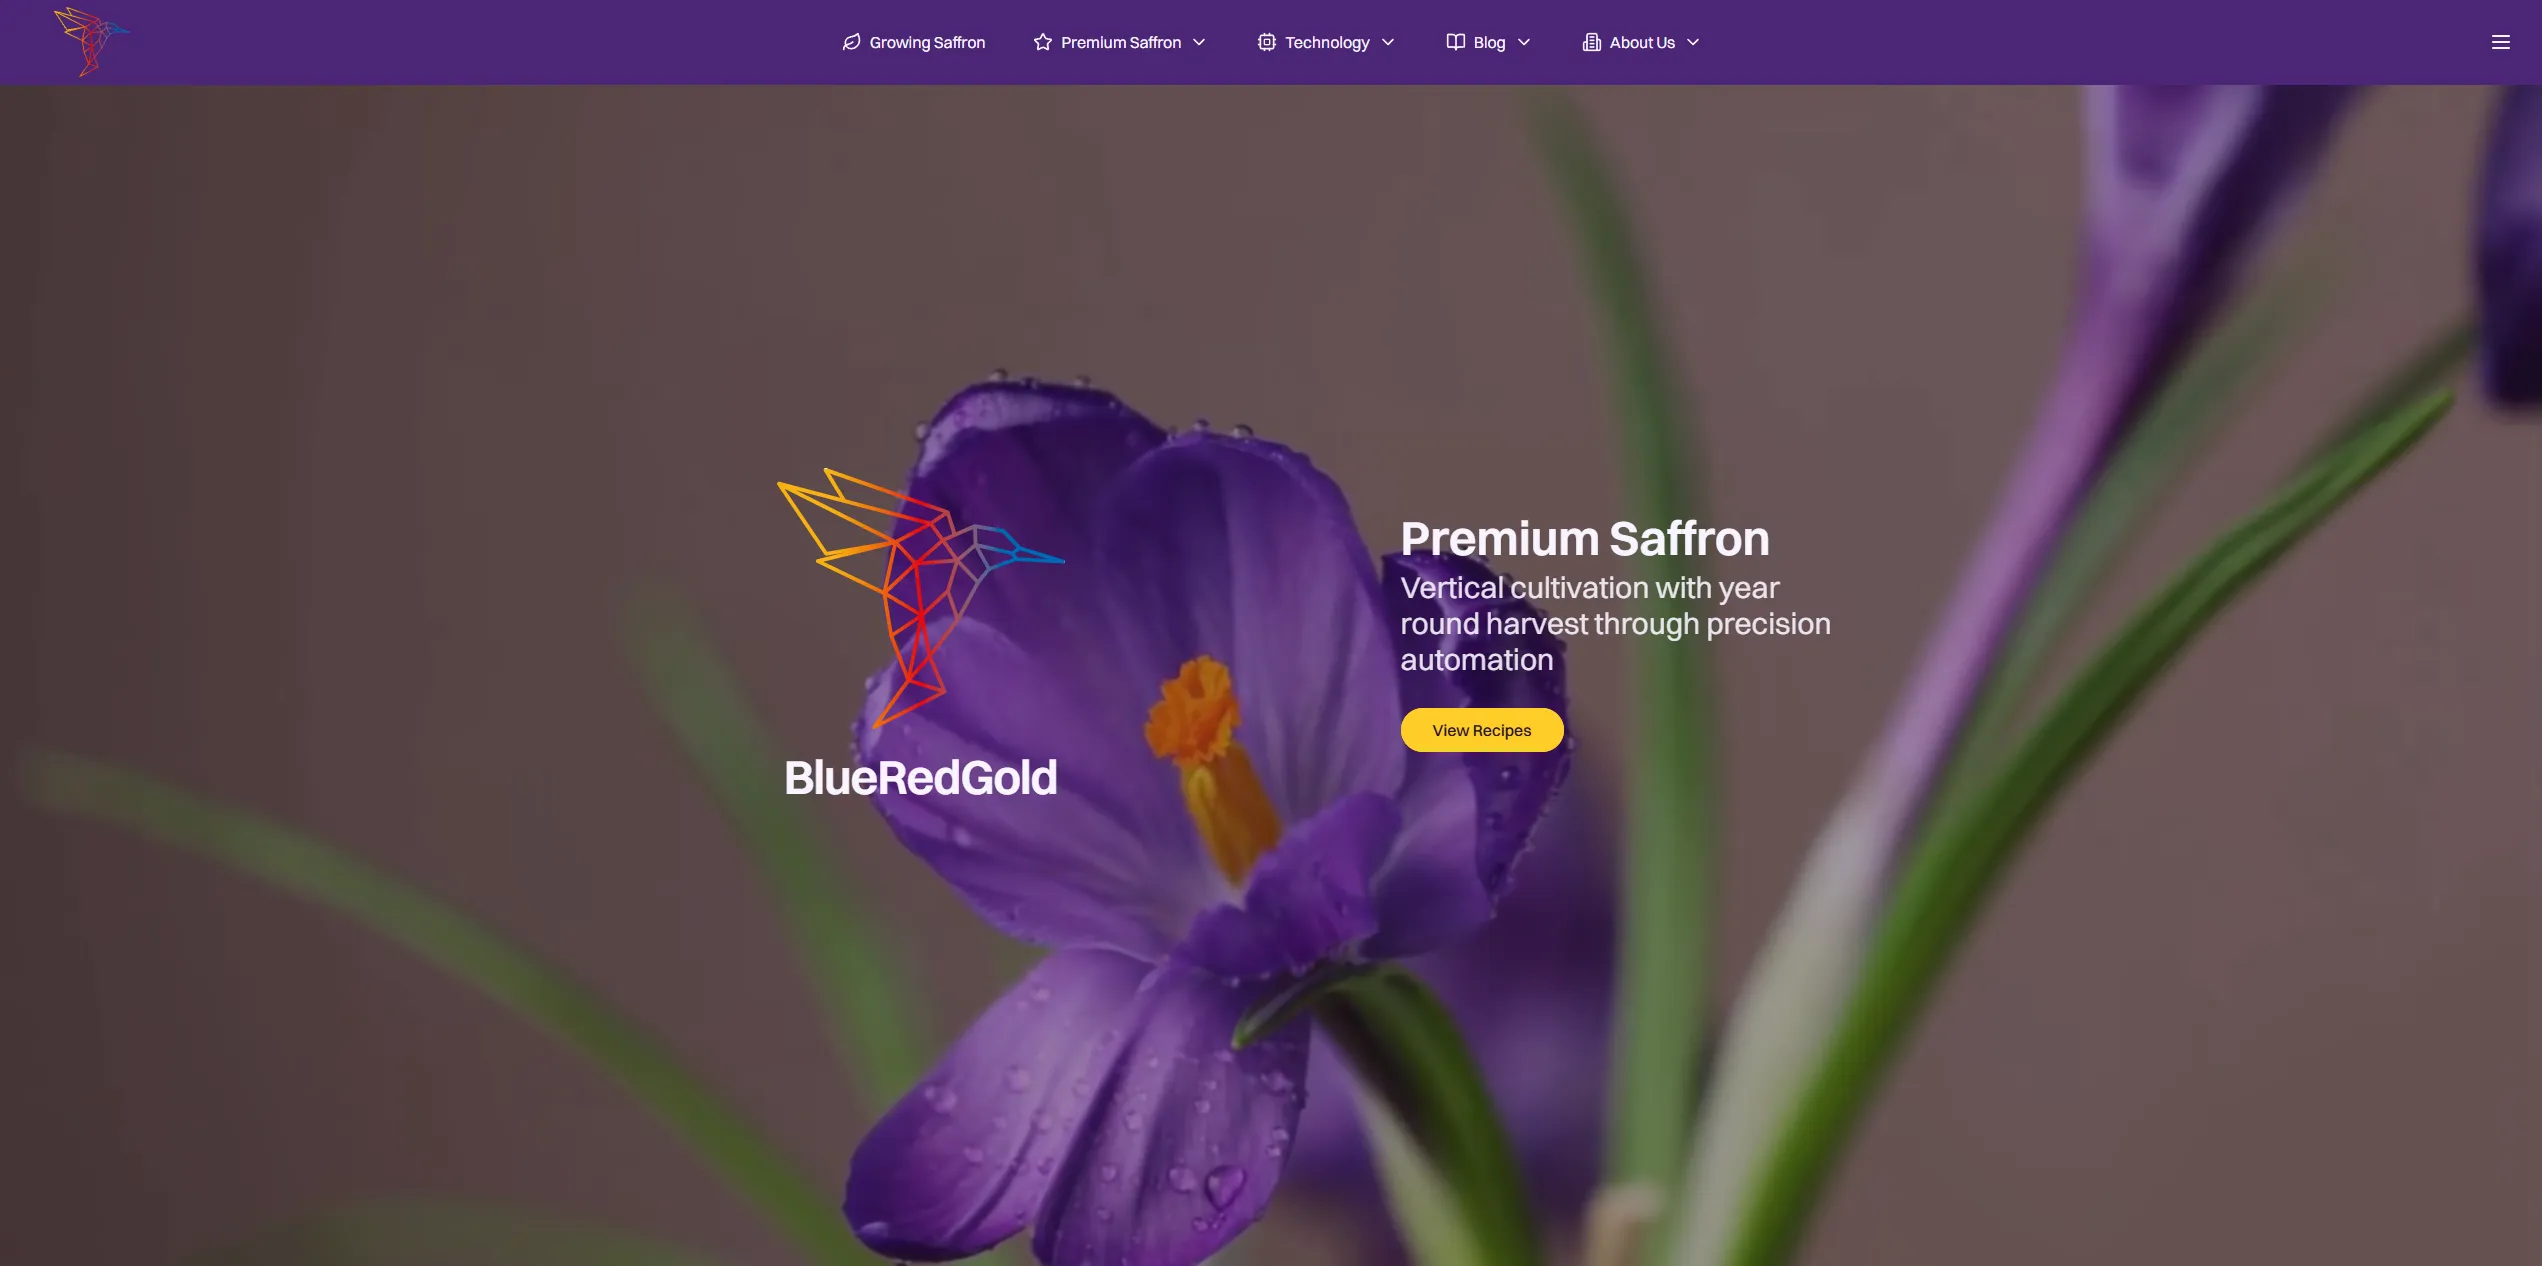 Growing Saffron
Premium Saffron
Technology
Blog
About Us
BlueRedGold
Premium Saffron
Vertical cultivation with year
round harvest through precision
automation
View Recipes